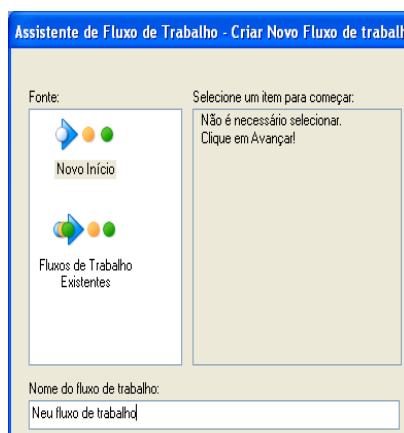 Assistente de Fluxo de Trabalho - Criar Novo Fluxo de trabalh
Fonte:
Selecione um item para começar:
Não é necessário selecionar.
Clique em Avançar!
Novo Início
Fluxos de Trabalho
Existentes
Nome do fluxo de trabalho:
Neu fluxo de trabalho